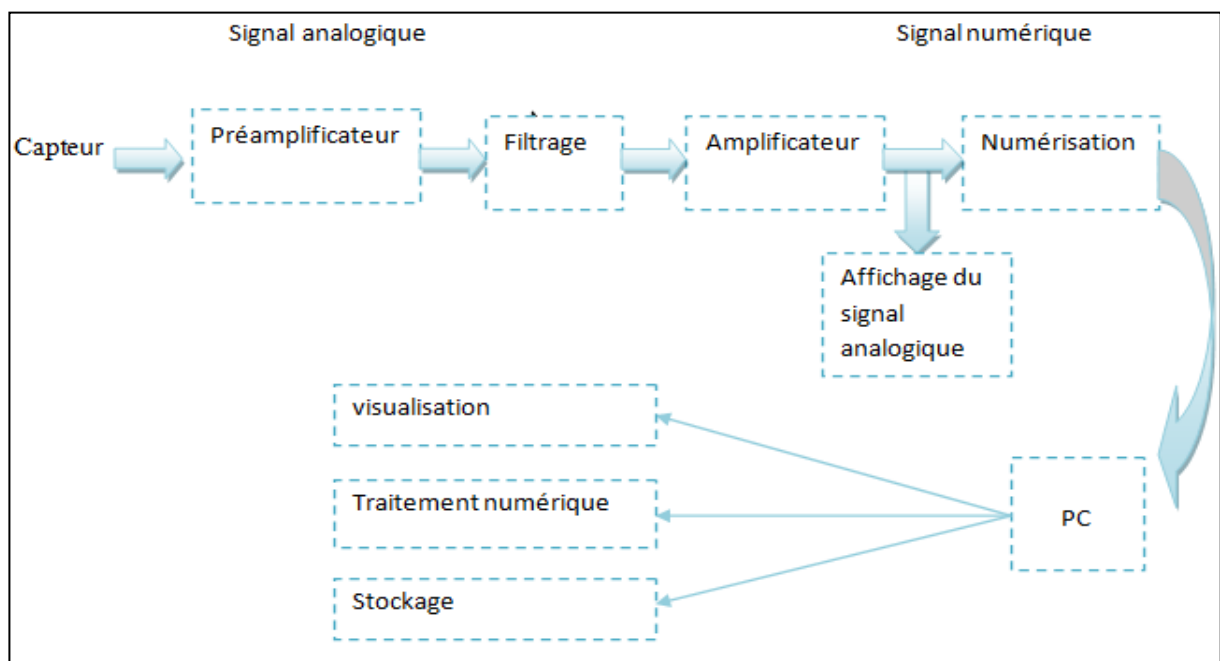 Signal analogique
Signal numérique
Capteur
Préamplificateur
Filtrage
Amplificateur
Numérisation
Affichage du
signal
analogique
visualisation
Traitement numérique
Stockage
PC